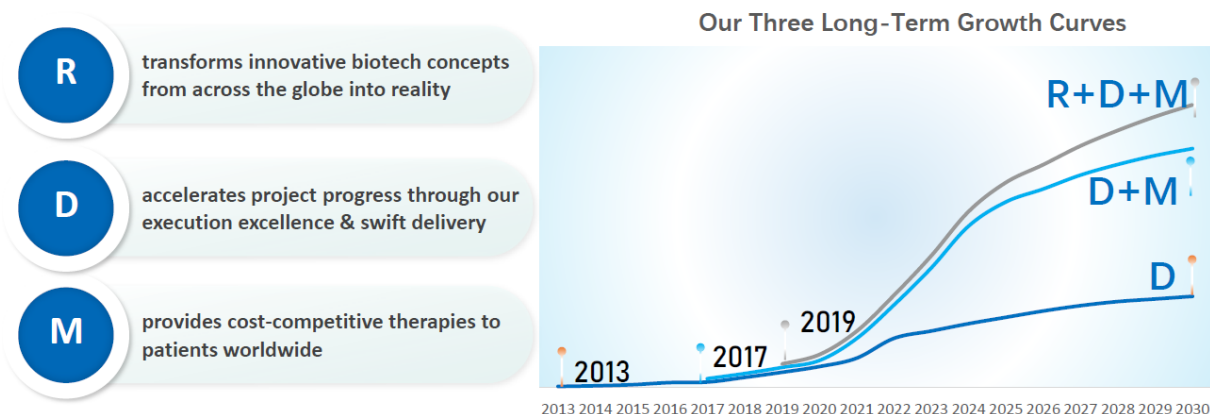 Our Three Long-Term Growth Curves
R
transforms innovative biotech concepts
from across the globe into reality
D
accelerates project progress through our
execution excellence & swift delivery
M
provides cost-competitive therapies to
patients worldwide
R+D+M
D+M
D
2019
2017
2013
2013 2014 2015 2016 2017 2018 2019 2020 2021 2022 2023 2024 2025 2026 2027 2028 2029 2030